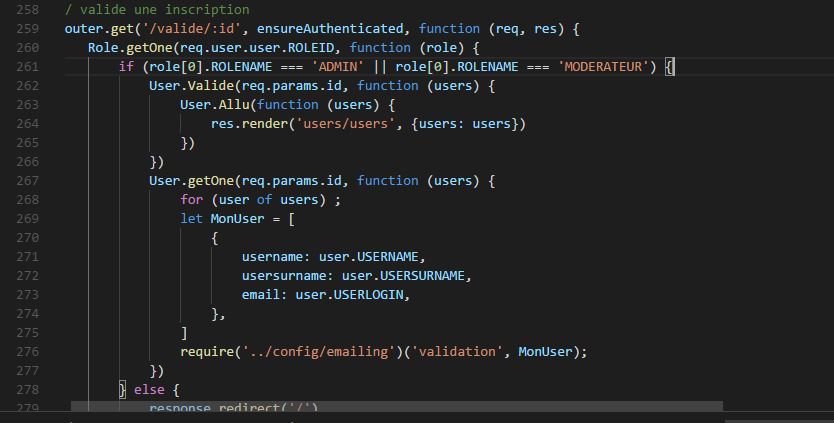 258 / valide une inscription
259 outer.get('/valide/:id', ensureAuthenticated, function (req, res) {
260 Role.getOne(req.user.user.ROLEID, function (role) {
261 if (role[0].ROLENAME === 'ADMIN' || role[0].ROLENAME === 'MODERATEUR') {
262 User.Valide(req.params.id, function (users) {
263 User.Allu(function (users) {
264 res.render('users/users', {users: users})
265 })
266 })
267 User.getOne(req.params.id, function (users) {
268 for (user of users) ;
269 let MonUser = [
270 {
271 username: user.USERNAME,
272 usersurname: user.USERSURNAME,
273 email: user.USERLOGIN,
274 },
275 ]
276 require('../config/emailing')('validation', MonUser);
277 })
278 } else {
279 response.redirect('/')